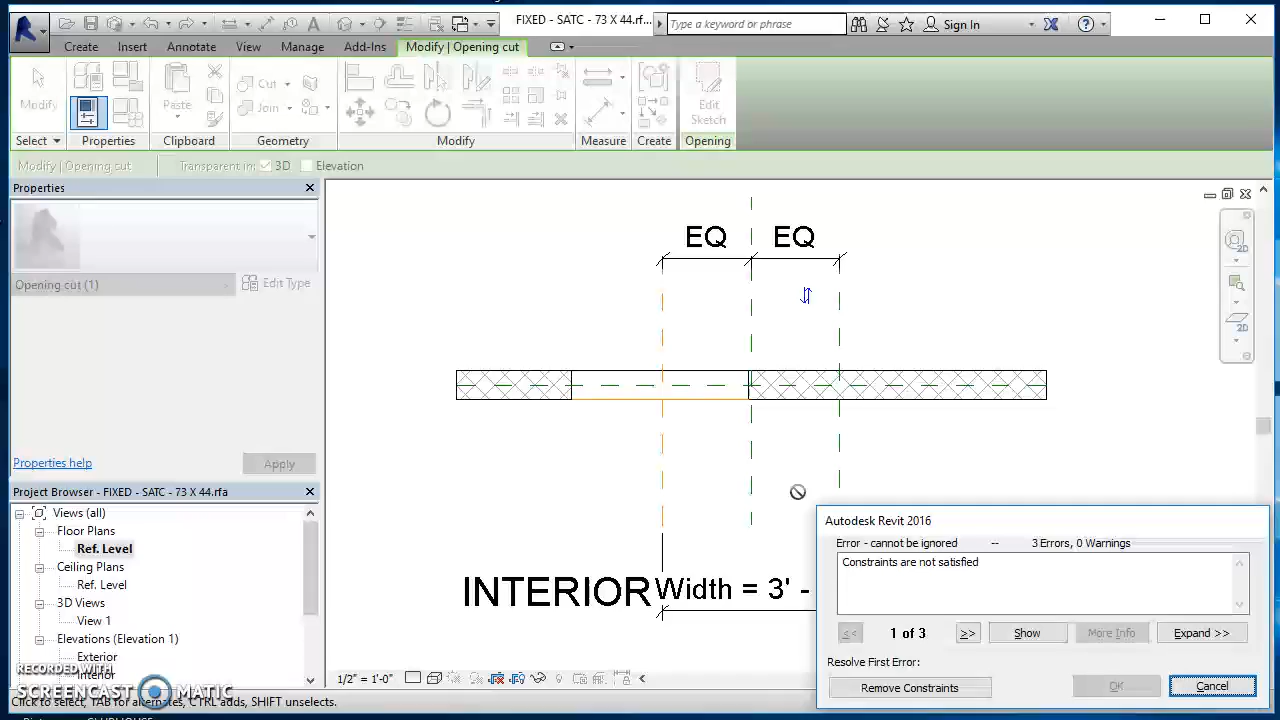 FIXED - SATC - 73 X 44.rf...
Type a keyword or phrase
Sign In
Create Insert Annotate View Manage Add-Ins Modify | Opening cut
Modify
Paste
Cut
Join
Edit
Sketch
Select Properties Clipboard Geometry Modify Measure Create Opening
Modify | Opening cut Transparent in: 3D Elevation
Properties
Opening cut (1)
Edit Type
Properties help
Apply
Project Browser - FIXED - SATC - 73 X 44.rfa
Views (all)
Floor Plans
Ref. Level
Ceiling Plans
Ref. Level
3D Views
View 1
Elevations (Elevation 1)
Exterior
Interior
RECORDED WITH
SCREENCAST MATIC
EQ EQ
2D
2D
INTERIOR
Width = 3' -
1/2" = 1'-0"
Click to select, TAB for alternates, CTRL adds, SHIFT unselects.
Autodesk Revit 2016
Error - cannot be ignored -- 3 Errors, 0 Warnings
Constraints are not satisfied
<< 1 of 3 >> Show More Info Expand >>
Resolve First Error:
Remove Constraints OK Cancel